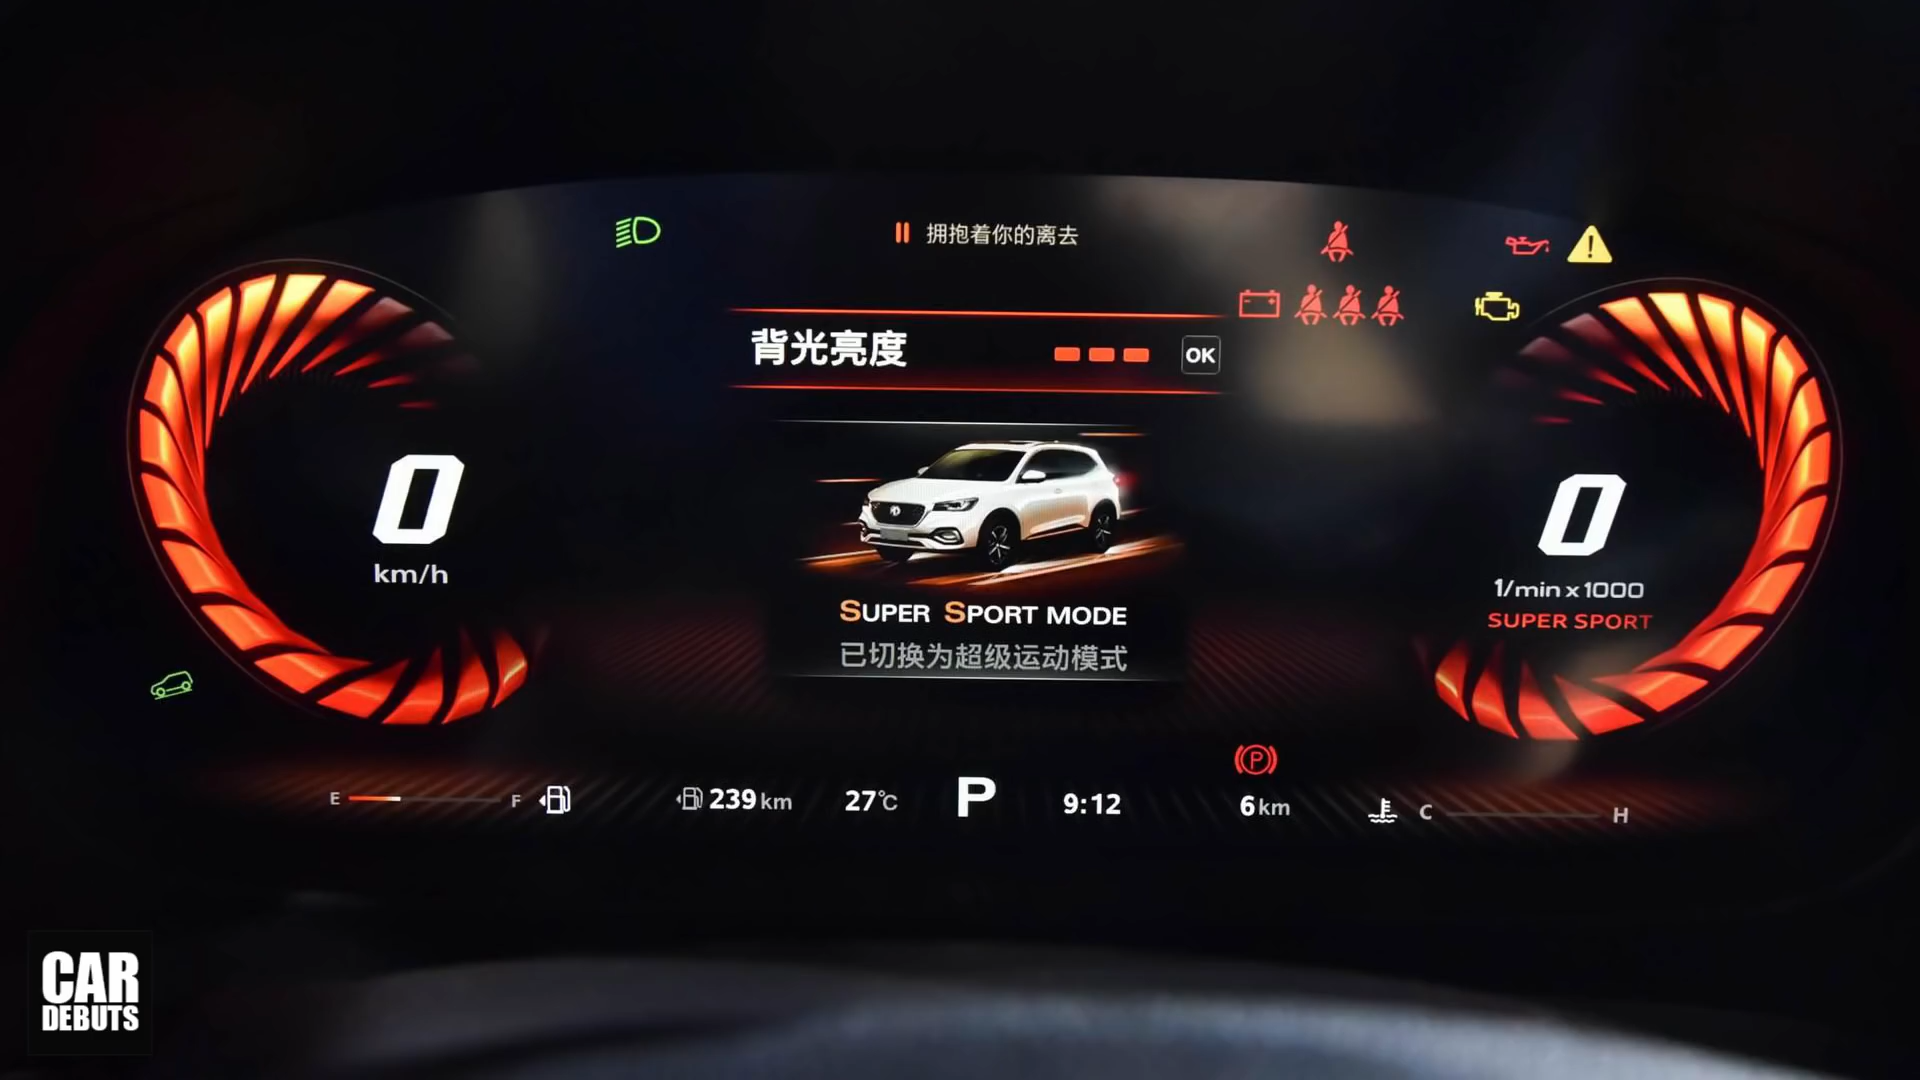 拥抱着你的离去
背光亮度
OK
0
km/h
0
1/min x 1000
SUPER SPORT
SUPER SPORT MODE
已切换为超级运动模式
E
F
239 km
27℃
P
9:12
P
6 km
C
H
CAR
DEBUTS